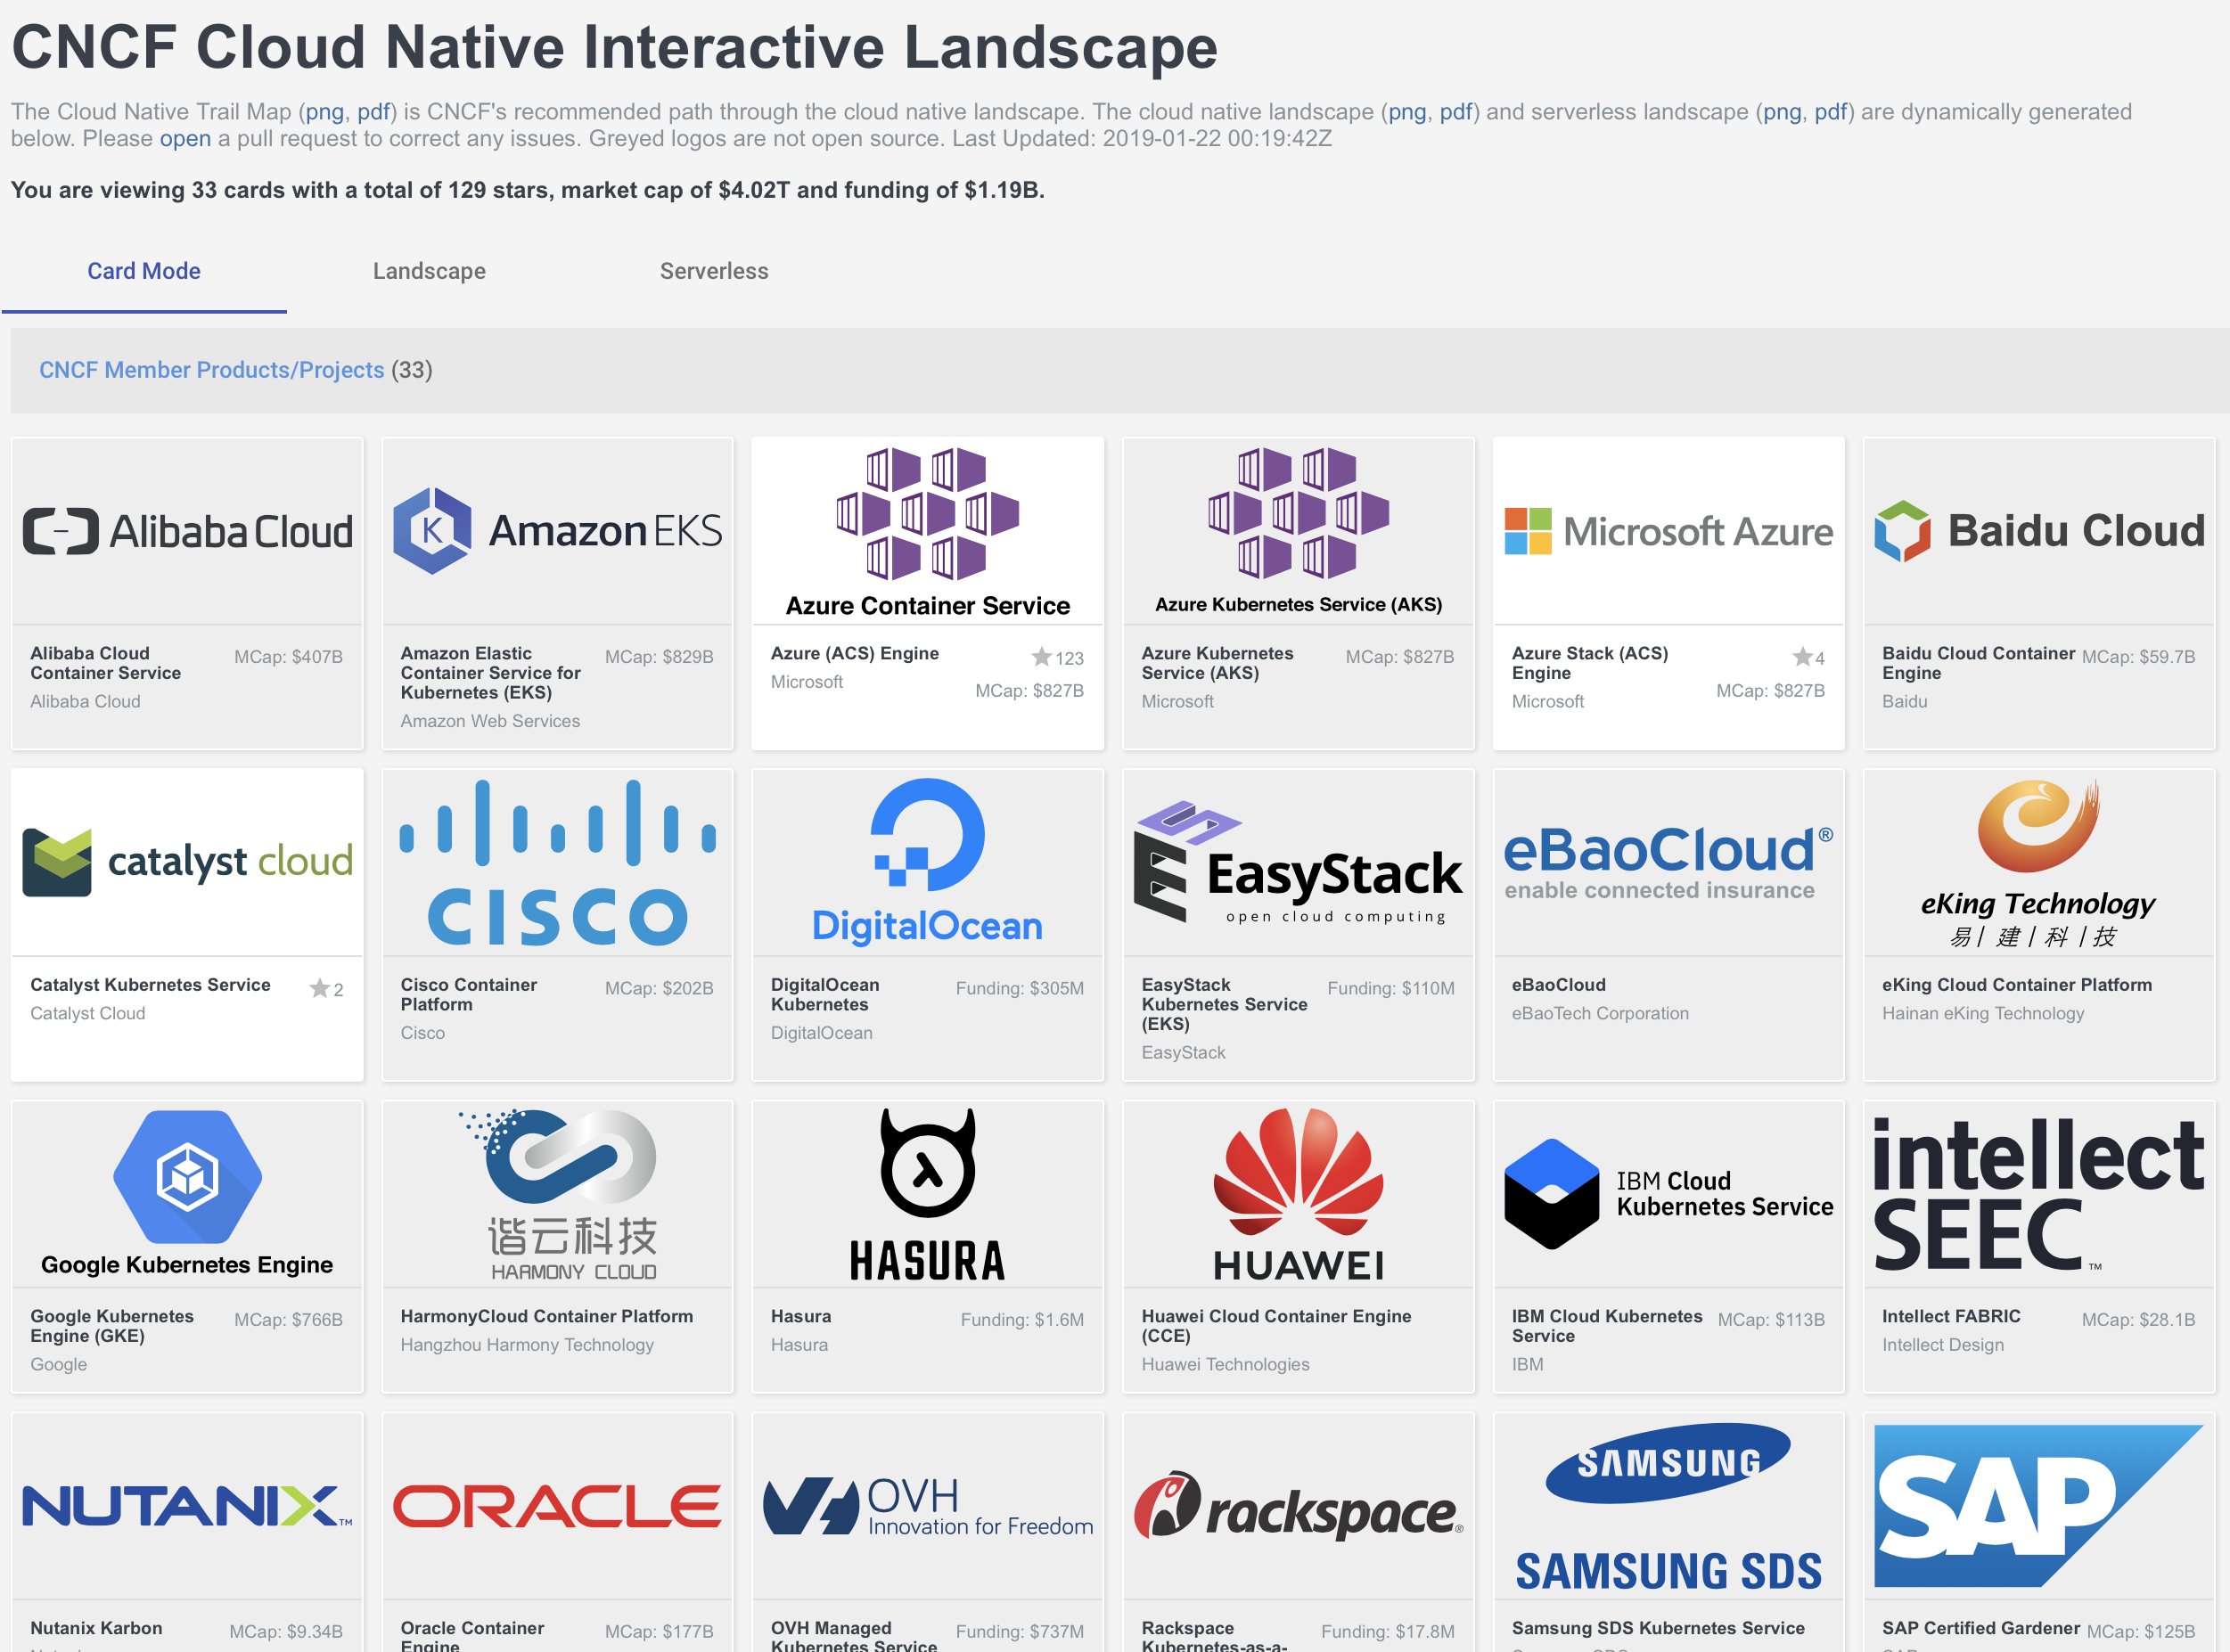 CNCF Cloud Native Interactive Landscape
The Cloud Native Trail Map (png, pdf) is CNCF's recommended path through the cloud native landscape. The cloud native landscape (png, pdf) and serverless landscape (png, pdf) are dynamically generated
below. Please open a pull request to correct any issues. Greyed logos are not open source. Last Updated: 2019-01-22 00:19:42Z
You are viewing 33 cards with a total of 129 stars, market cap of $4.02T and funding of $1.19B.
Card Mode
Landscape
Serverless
CNCF Member Products/Projects (33)
Alibaba Cloud
Alibaba Cloud
Container Service
MCap: $407B
Alibaba Cloud
K
Amazon EKS
Amazon Elastic
Container Service for
Kubernetes (EKS)
MCap: $829B
Amazon Web Services
Azure Container Service
Azure (ACS) Engine
123
Microsoft
MCap: $827B
Azure Kubernetes Service (AKS)
Azure Kubernetes
Service (AKS)
MCap: $827B
Microsoft
Microsoft Azure
Azure Stack (ACS)
Engine
4
MCap: $827B
Microsoft
Baidu Cloud
Baidu Cloud Container
Engine
MCap: $59.7B
Baidu
catalyst cloud
Catalyst Kubernetes Service
2
Catalyst Cloud
CISCO
Cisco Container
Platform
MCap: $202B
Cisco
DigitalOcean
DigitalOcean
Kubernetes
Funding: $305M
DigitalOcean
EasyStack
open cloud computing
EasyStack
Kubernetes Service
(EKS)
Funding: $110M
EasyStack
eBaoCloud®
enable connected insurance
eBaoCloud
eBaoTech Corporation
eKing Technology
易 | 建 | 科 | 技
eKing Cloud Container Platform
Hainan eKing Technology
Google Kubernetes Engine
Google Kubernetes
Engine (GKE)
MCap: $766B
Google
谐云科技
HARMONY CLOUD
HarmonyCloud Container Platform
Hangzhou Harmony Technology
HASURA
Hasura
Funding: $1.6M
Hasura
HUAWEI
Huawei Cloud Container Engine
(CCE)
Huawei Technologies
IBM Cloud
Kubernetes Service
IBM Cloud Kubernetes
Service
MCap: $113B
IBM
intellect
SEEC™
Intellect FABRIC
MCap: $28.1B
Intellect Design
NUTANIX™
Nutanix Karbon
MCap: $9.34B
ORACLE
Oracle Container
Engine
MCap: $177B
OVH
Innovation for Freedom
OVH Managed
Kubernetes Service
Funding: $737M
rackspace®
Rackspace
Kubernetes-as-a-
Funding: $17.8M
SAMSUNG
SAMSUNG SDS
Samsung SDS Kubernetes Service
SAP
SAP Certified Gardener
MCap: $125B